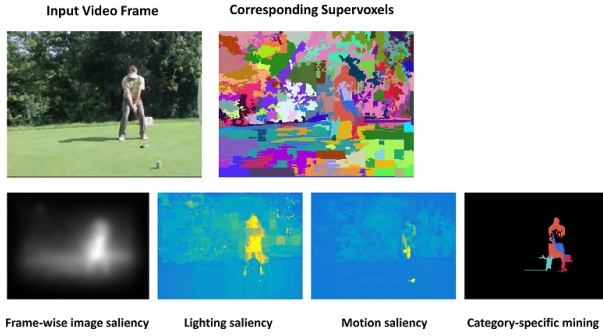 Input Video Frame
Corresponding Supervoxels
Frame-wise image saliency
Lighting saliency
Motion saliency
Category-specific mining